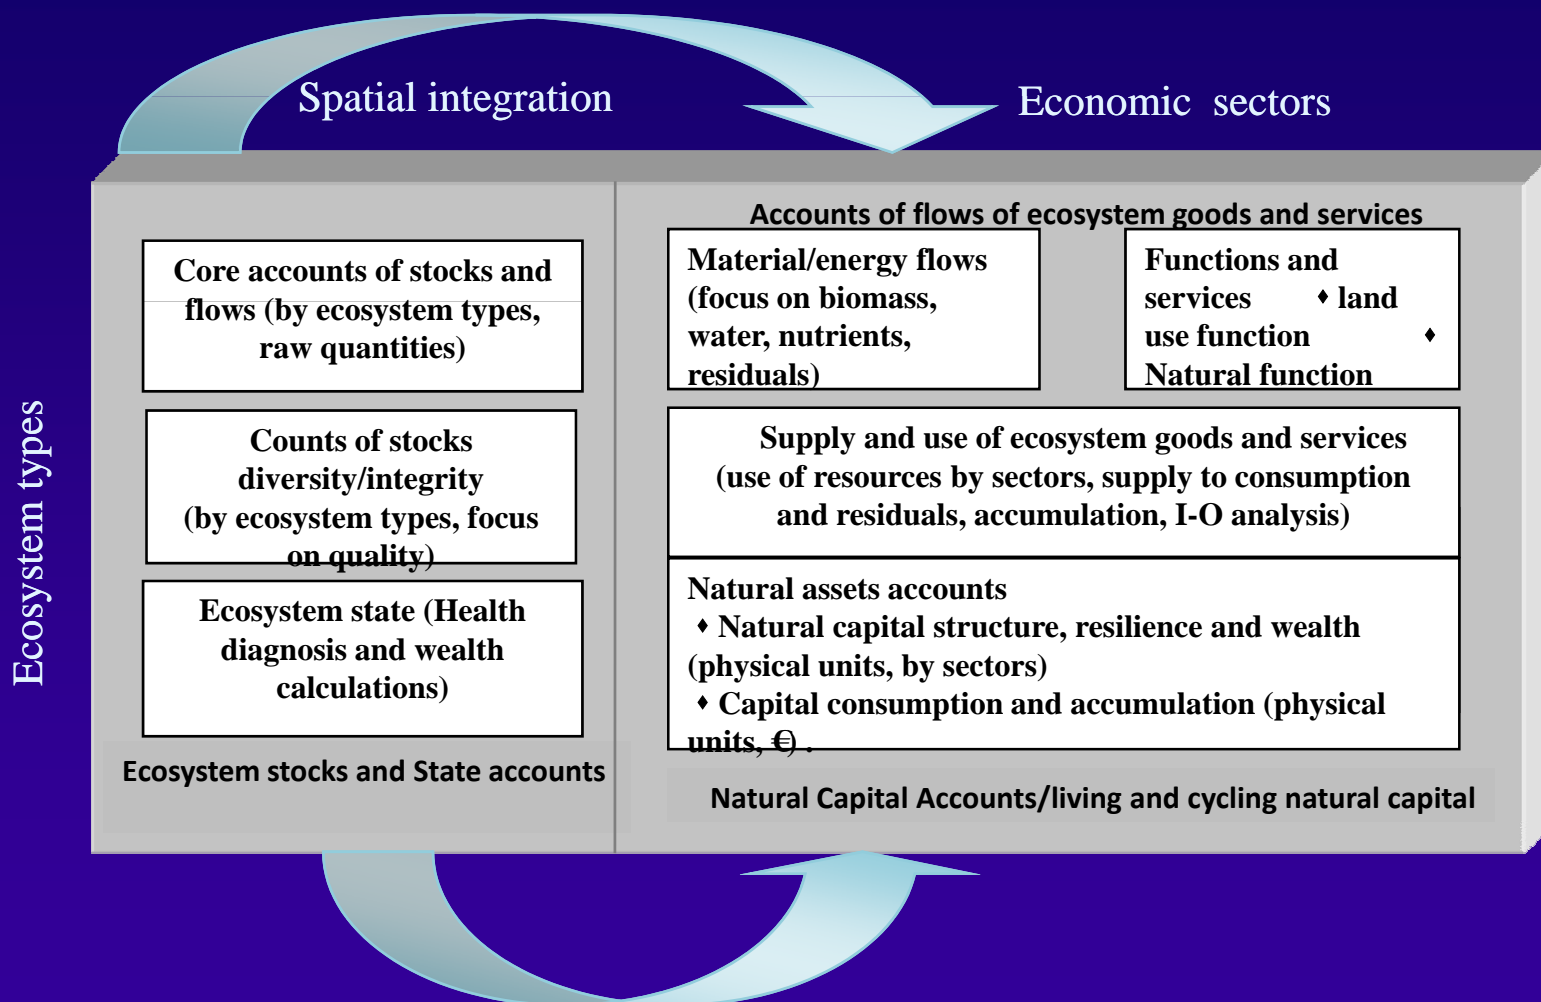 Spatial integration
Economic sectors
Ecosystem types
Core accounts of stocks and
flows (by ecosystem types,
raw quantities)
Counts of stocks
diversity/integrity
(by ecosystem types, focus
on quality)
Ecosystem state (Health
diagnosis and wealth
calculations)
Ecosystem stocks and State accounts
Accounts of flows of ecosystem goods and services
Material/energy flows
(focus on biomass,
water, nutrients,
residuals)
Functions and
services ♦ land
use function ♦
Natural function
Supply and use of ecosystem goods and services
(use of resources by sectors, supply to consumption
and residuals, accumulation, I-O analysis)
Natural assets accounts
♦ Natural capital structure, resilience and wealth
(physical units, by sectors)
♦ Capital consumption and accumulation (physical
units, €) .
Natural Capital Accounts/living and cycling natural capital